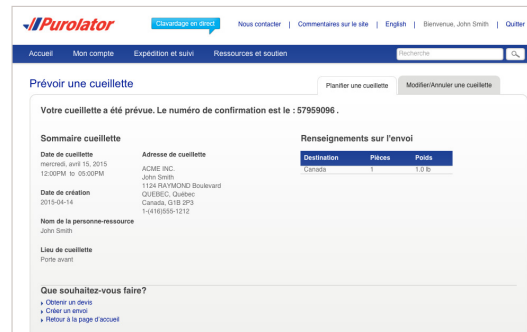 Purolator
Clavardage en direct
Nous contacter | Commentaires sur le site | English | Bienvenue, John Smith | Quitter
Accueil Mon compte Expédition et suivi Ressources et soutien Recherche
Prévoir une cueillette
Planifier une cueillette Modifier/Annuler une cueillette
Votre cueillette a été prévue. Le numéro de confirmation est le : 57959096 .
Sommaire cueillette
Date de cueillette
mercredi, avril 15, 2015
12:00PM to 05:00PM
Date de création
2015-04-14
Nom de la personne-ressource
John Smith
Lieu de cueillette
Porte avant
Adresse de cueillette
ACME INC.
John Smith
1124 RAYMOND Boulevard
QUEBEC, Québec
Canada, G1B 2P3
1-(416)555-1212
Renseignements sur l'envoi
Destination Pièces Poids
Canada 1 1.0 lb
Que souhaitez-vous faire?
Obtenir un devis
Créer un envoi
Retour à la page d'accueil